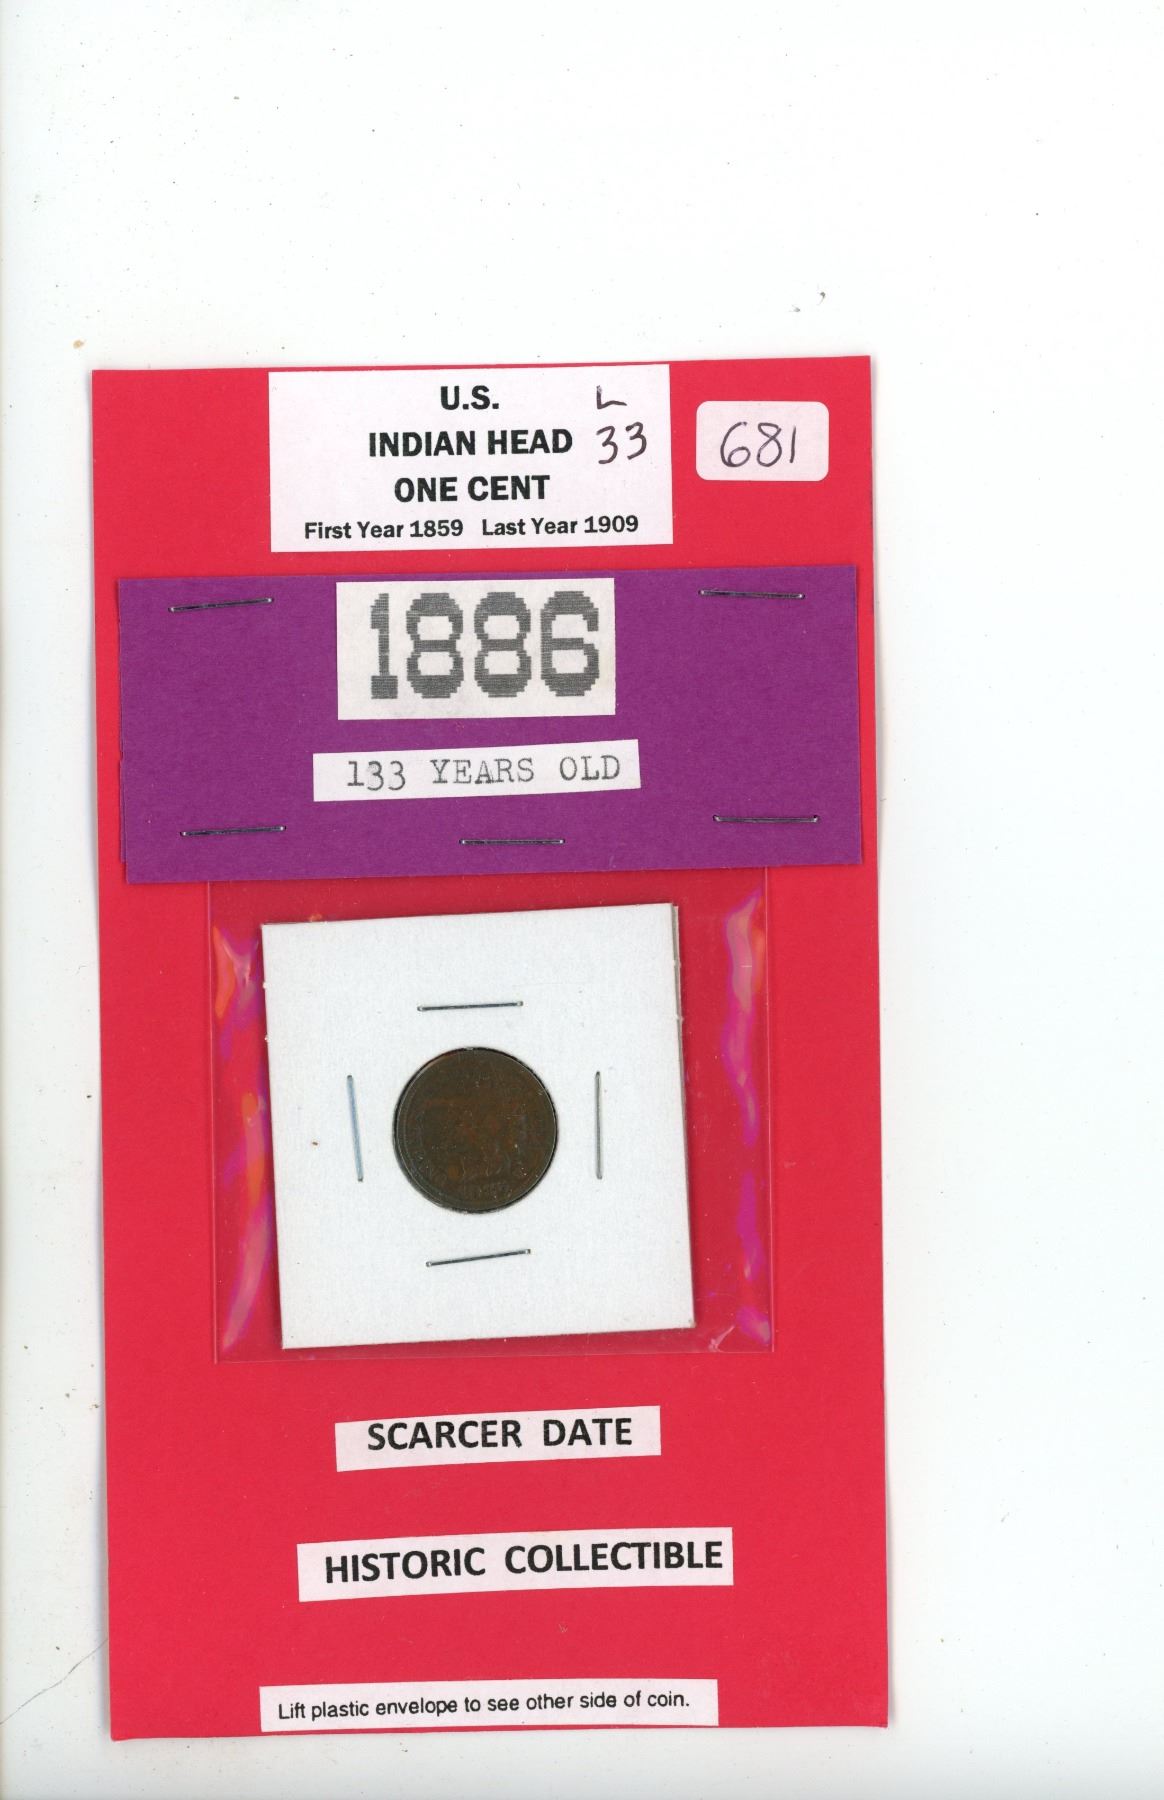 U.S. L
INDIAN HEAD 33
ONE CENT
First Year 1859 Last Year 1909
681
1886
133 YEARS OLD
SCARCER DATE
HISTORIC COLLECTIBLE
Lift plastic envelope to see other side of coin.